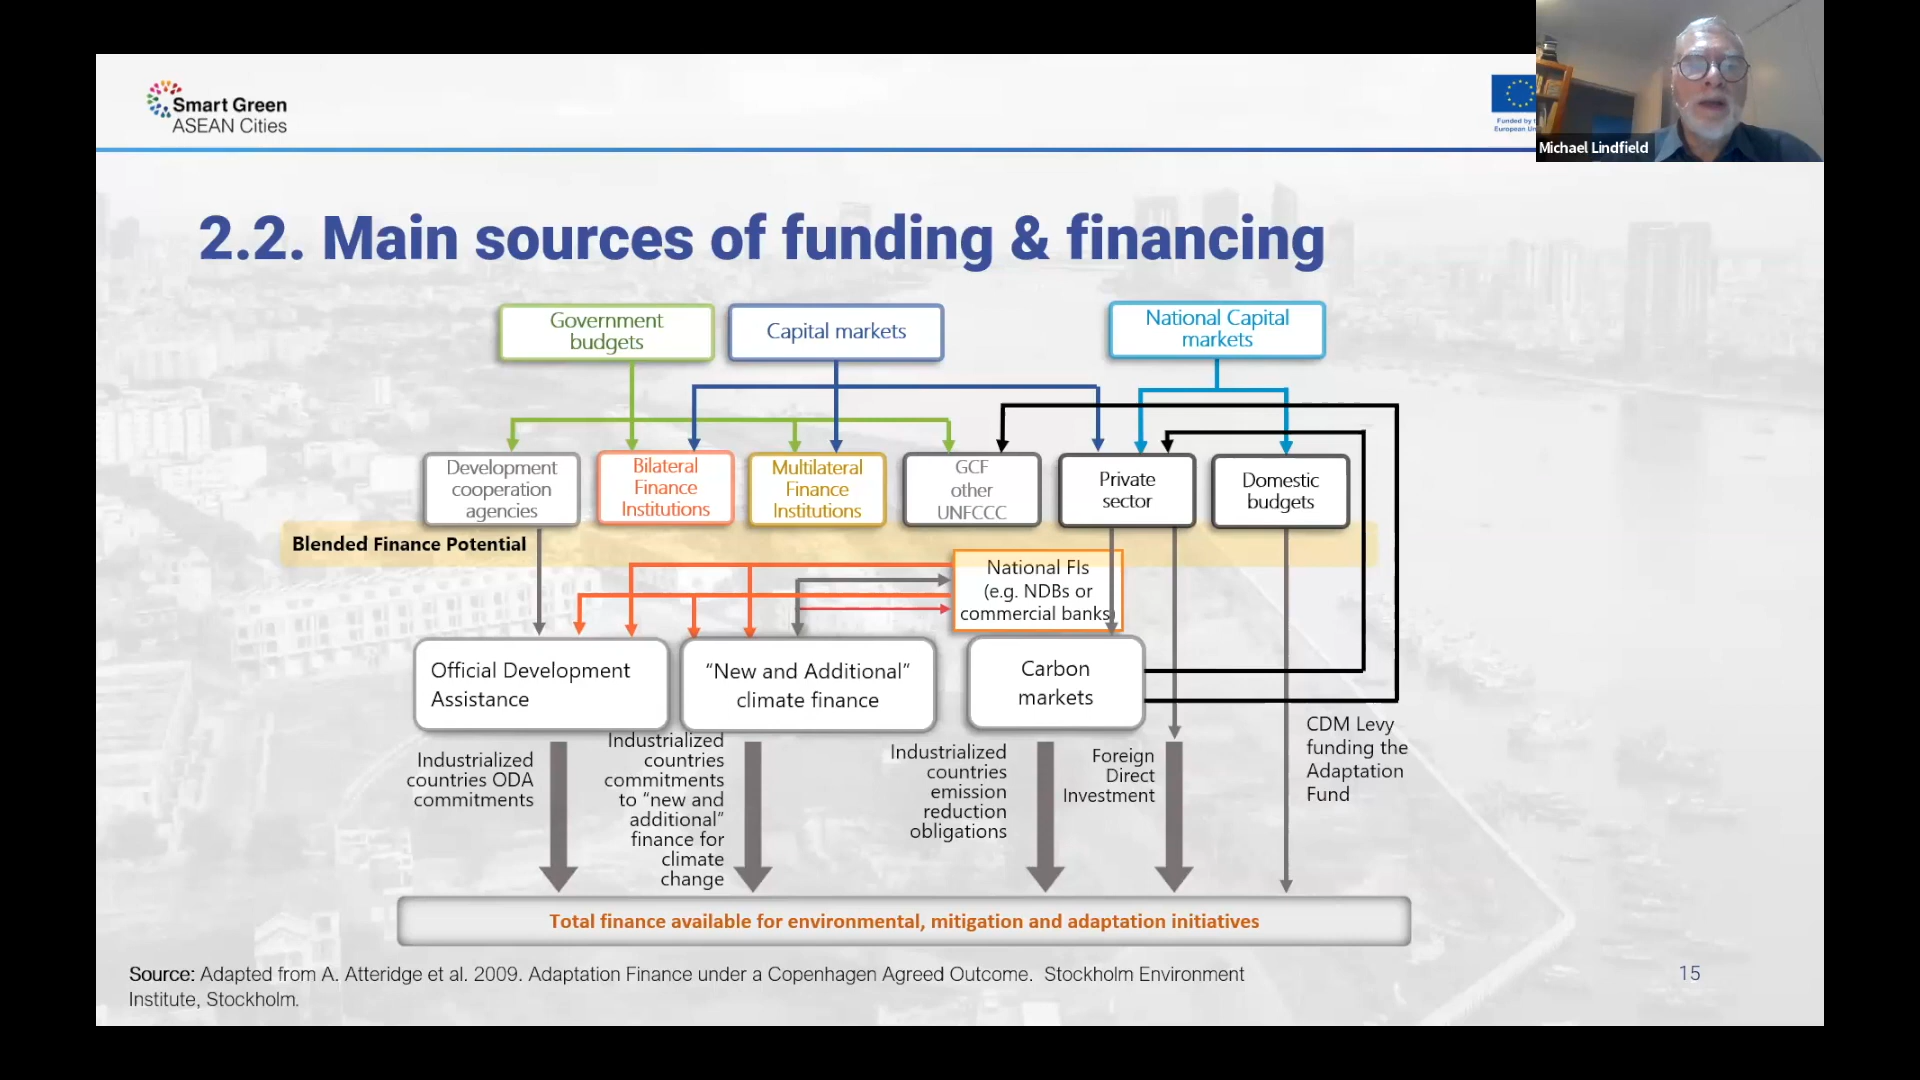 Smart Green
ASEAN Cities
Funded by
European Un
Michael Lindfield
2.2. Main sources of funding & financing
Government
budgets
Capital markets
National Capital
markets
Development
cooperation
agencies
Bilateral
Finance
Institutions
Multilateral
Finance
Institutions
GCF
other
UNFCCC
Private
sector
Domestic
budgets
Blended Finance Potential
National FIs
(e.g. NDBs or
commercial banks)
Official Development
Assistance
“New and Additional”
climate finance
Carbon
markets
Industrialized
countries ODA
commitments
Industrialized
countries
commitments
to “new and
additional”
finance for
climate
change
Industrialized
countries
emission
reduction
obligations
Foreign
Direct
Investment
CDM Levy
funding the
Adaptation
Fund
Total finance available for environmental, mitigation and adaptation initiatives
Source: Adapted from A. Atteridge et al. 2009. Adaptation Finance under a Copenhagen Agreed Outcome. Stockholm Environment
Institute, Stockholm.
15